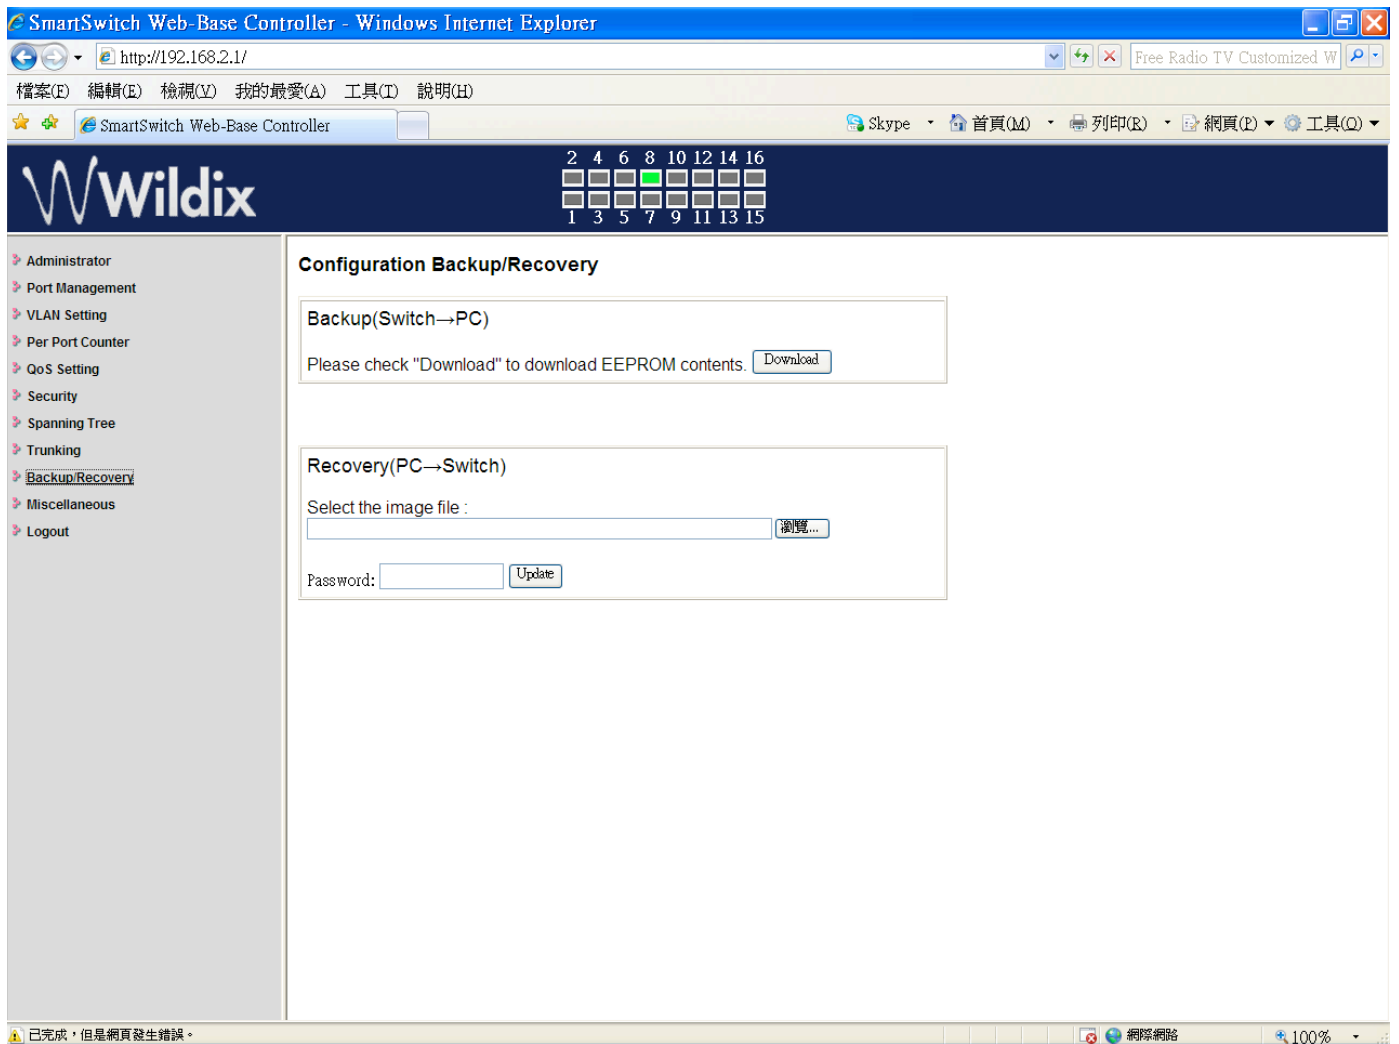 SmartSwitch Web-Base Controller - Windows Internet Explorer
http://192.168.2.1/
Free Radio TV Customized W
檔案(F) 編輯(E) 檢視(V) 我的最愛(A) 工具(T) 說明(H)
SmartSwitch Web-Base Controller
Skype 首頁(M) 列印(R) 網頁(P) 工具(O)
Wildix
2 4 6 8 10 12 14 16
1 3 5 7 9 11 13 15
Administrator
Port Management
VLAN Setting
Per Port Counter
QoS Setting
Security
Spanning Tree
Trunking
Backup/Recovery
Miscellaneous
Logout
Configuration Backup/Recovery
Backup(Switch→PC)
Please check "Download" to download EEPROM contents. Download
Recovery(PC→Switch)
Select the image file :
瀏覽...
Password: Update
已完成，但是網頁發生錯誤。
網際網路
100%